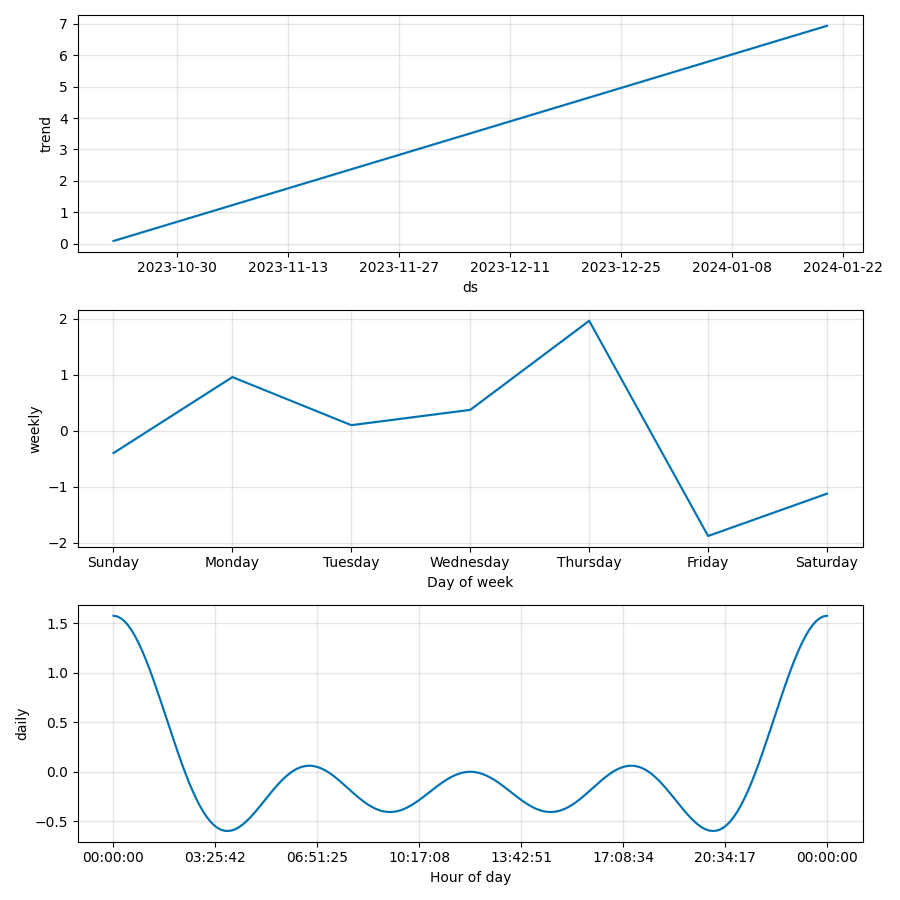 7
6
5
4
3
2
1
0
trend
2023-10-30 2023-11-13 2023-11-27 2023-12-11 2023-12-25 2024-01-08 2024-01-22
ds
2
1
0
−1
−2
weekly
Sunday Monday Tuesday Wednesday Thursday Friday Saturday
Day of week
1.5
1.0
0.5
0.0
−0.5
daily
00:00:00 03:25:42 06:51:25 10:17:08 13:42:51 17:08:34 20:34:17 00:00:00
Hour of day